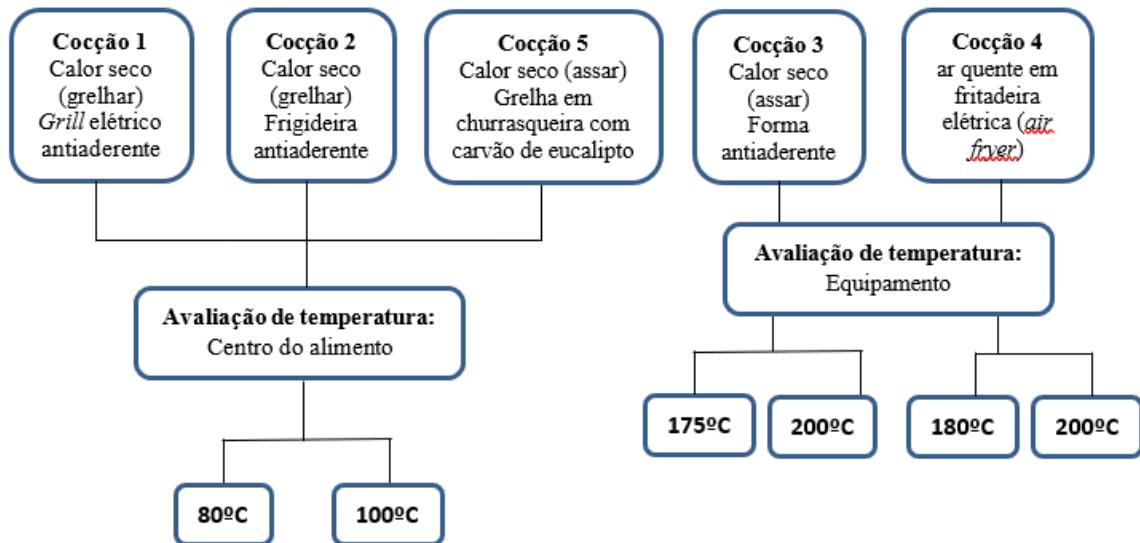 Cocção 1
Calor seco
(grelhar)
Grill elétrico
antiaderente
Cocção 2
Calor seco
(grelhar)
Frigideira
antiaderente
Cocção 5
Calor seco (assar)
Grelha em
churrasqueira com
carvão de eucalipto
Cocção 3
Calor seco
(assar)
Forma
antiaderente
Cocção 4
ar quente em
fritadeira
elétrica (air
fryer)
Avaliação de temperatura:
Centro do alimento
Avaliação de temperatura:
Equipamento
80ºC
100ºC
175ºC
200ºC
180ºC
200ºC